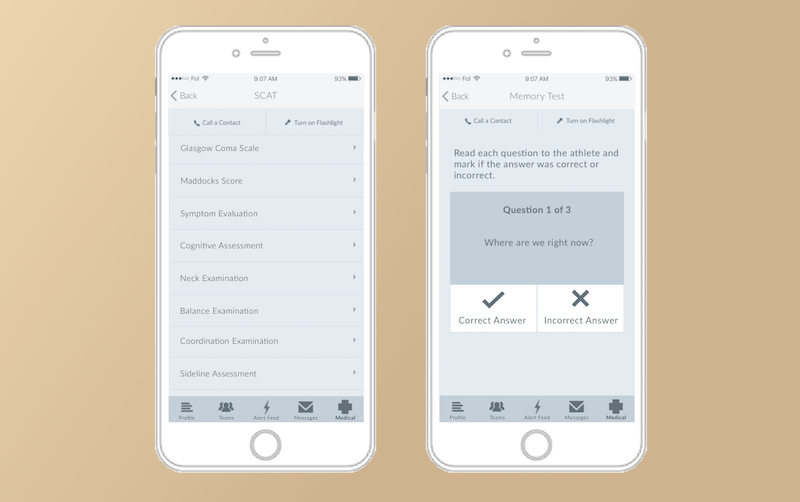 Fol 9:07 AM 93%
Back SCAT
Call a Contact Turn on Flashlight
Glasgow Coma Scale
Maddocks Score
Symptom Evaluation
Cognitive Assessment
Neck Examination
Balance Examination
Coordination Examination
Sideline Assessment
Profile Teams Alert Feed Messages Medical
Fol 9:07 AM 93%
Back Memory Test
Call a Contact Turn on Flashlight
Read each question to the athlete and
mark if the answer was correct or
incorrect.
Question 1 of 3
Where are we right now?
Correct Answer Incorrect Answer
Profile Teams Alert Feed Messages Medical